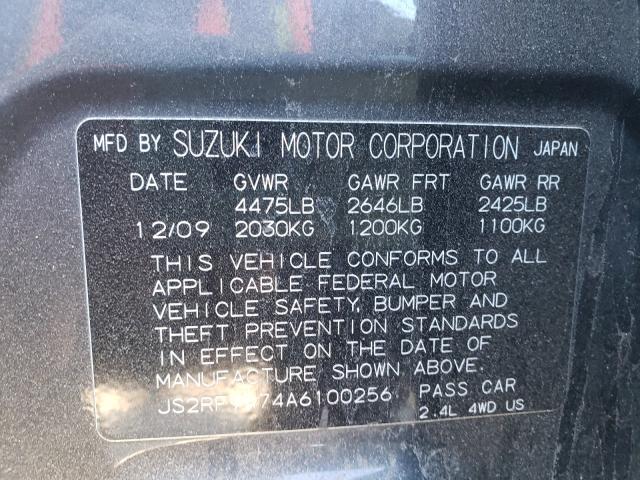 MFD BY SUZUKI MOTOR CORPORATION JAPAN
DATE GVWR GAWR FRT GAWR RR
4475LB 2646LB 2425LB
12/09 2030KG 1200KG 1100KG
THIS VEHICLE CONFORMS TO ALL
APPLICABLE FEDERAL MOTOR
VEHICLE SAFETY, BUMPER AND
THEFT PREVENTION STANDARDS
IN EFFECT ON THE DATE OF
MANUFACTURE SHOWN ABOVE.
PASS CAR
2.4L 4WD US